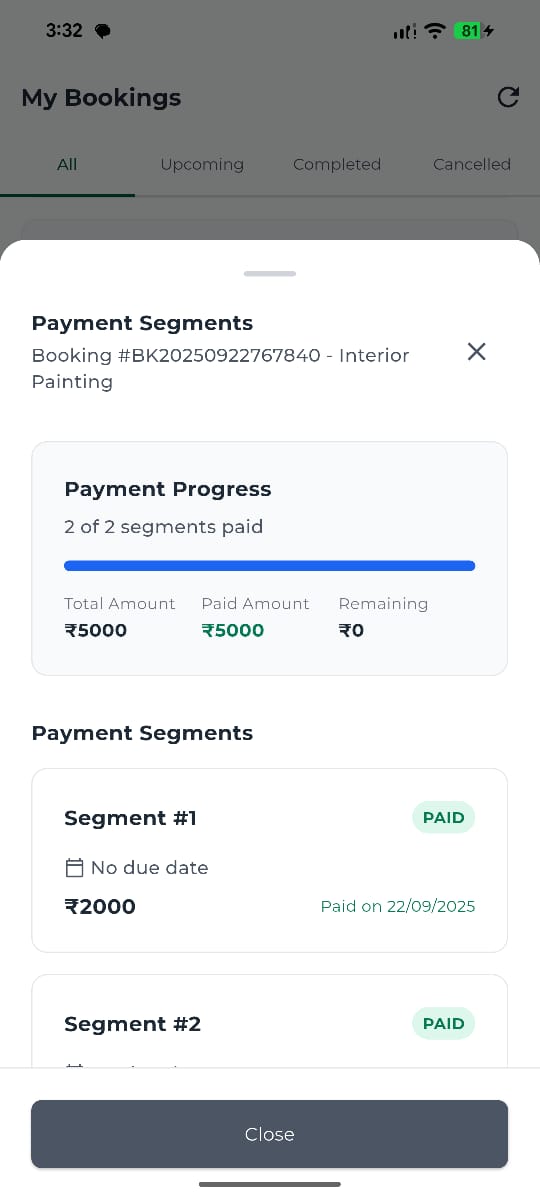 3:32
81
My Bookings
All Upcoming Completed Cancelled
Payment Segments
Booking #BK20250922767840 - Interior
Painting
Payment Progress
2 of 2 segments paid
Total Amount Paid Amount Remaining
₹5000 ₹5000 ₹0
Payment Segments
Segment #1 PAID
No due date
₹2000 Paid on 22/09/2025
Segment #2 PAID
Close